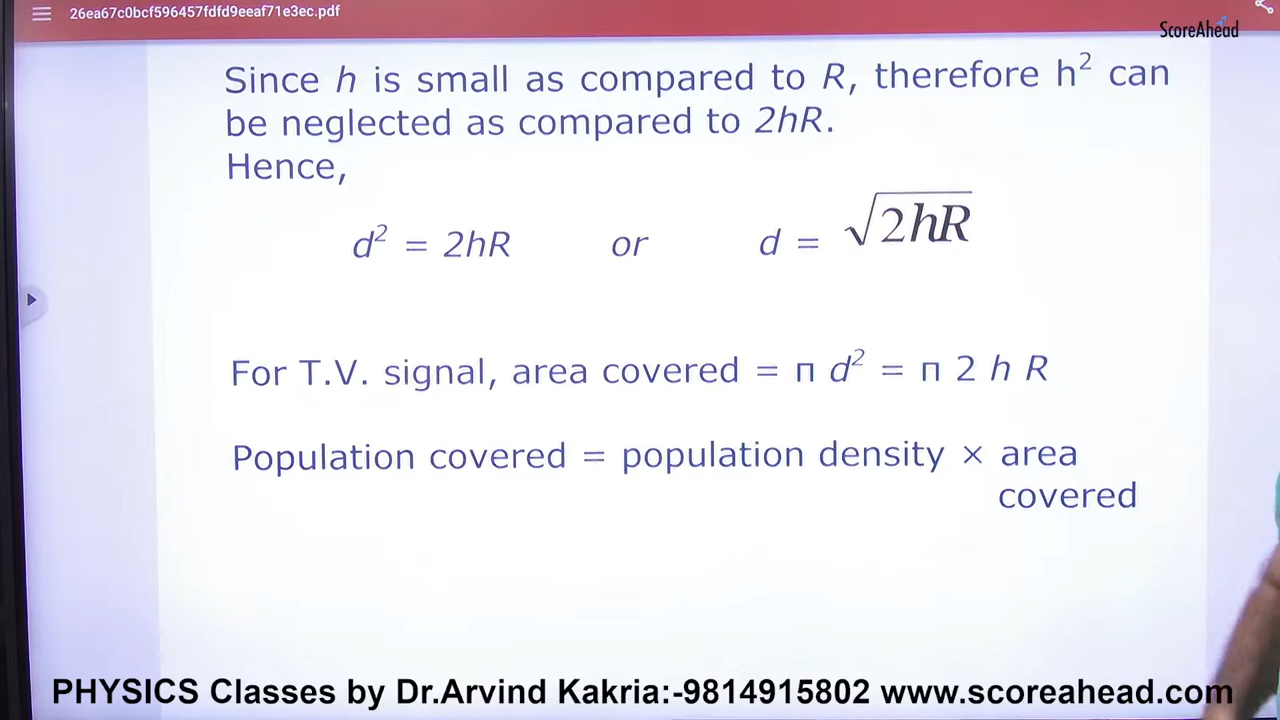 26ea67c0bcf596457fdfd9eeaf71e3ec.pdf
ScoreAhead
Since h is small as compared to R, therefore h² can
be neglected as compared to 2hR.
Hence,
d² = 2hR or d = √2hR
For T.V. signal, area covered = π d² = π 2 h R
Population covered = population density × area
covered
PHYSICS Classes by Dr.Arvind Kakria:-9814915802 www.scoreahead.com